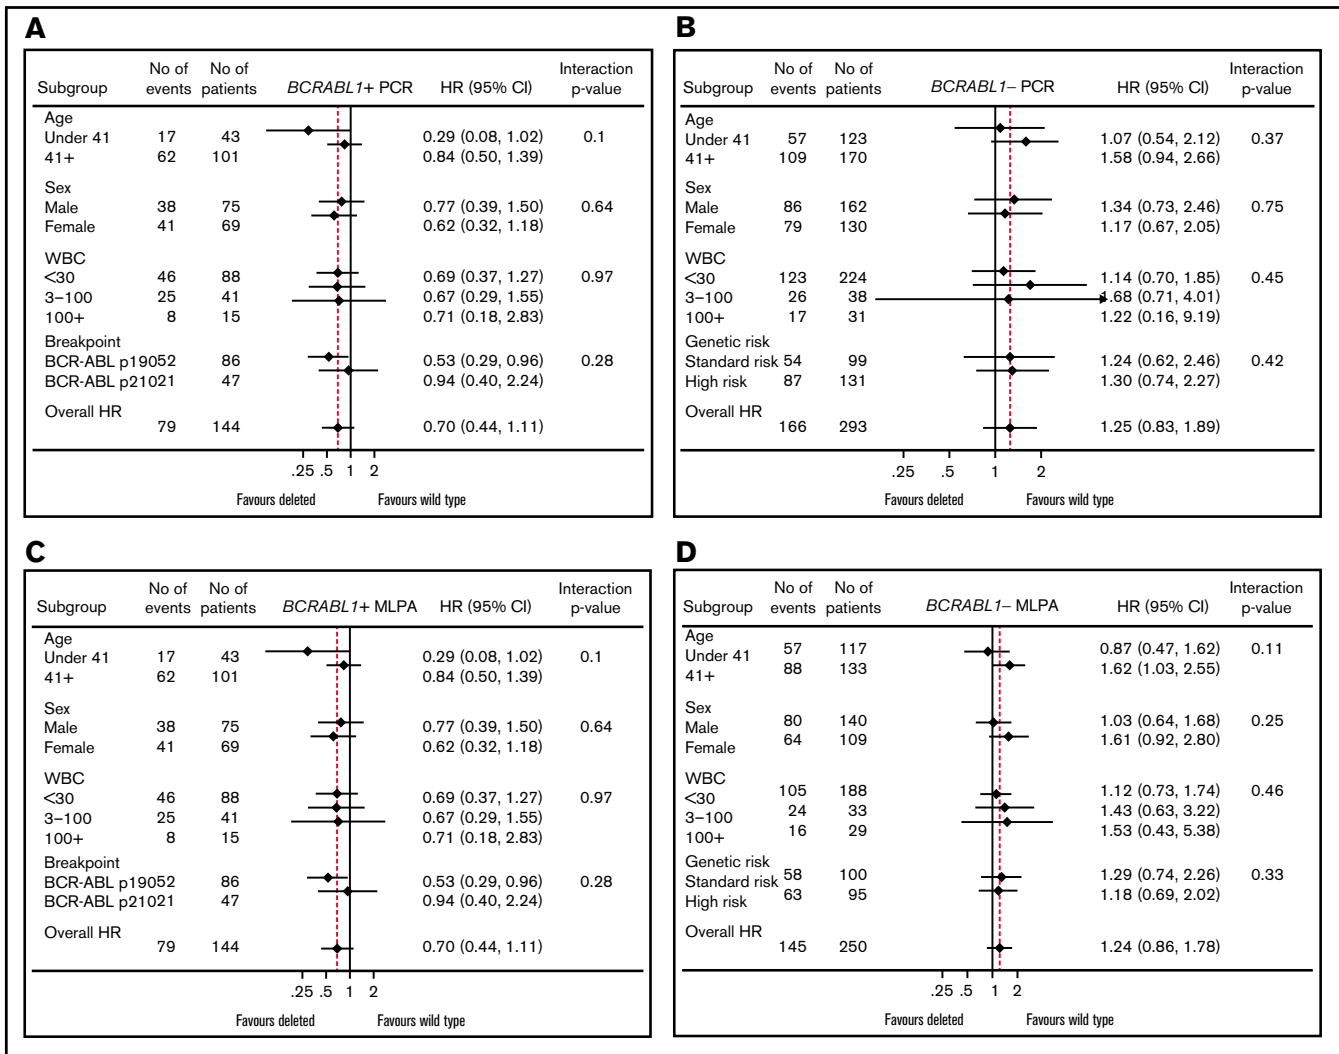 A
No of No of Interaction
Subgroup events patients BCRABL1+ PCR HR (95% CI) p-value
Age
Under 41 17 43 0.29 (0.08, 1.02) 0.1
41+ 62 101 0.84 (0.50, 1.39)
Sex
Male 38 75 0.77 (0.39, 1.50) 0.64
Female 41 69 0.62 (0.32, 1.18)
WBC
<30 46 88 0.69 (0.37, 1.27) 0.97
3–100 25 41 0.67 (0.29, 1.55)
100+ 8 15 0.71 (0.18, 2.83)
Breakpoint
BCR-ABL p190 52 86 0.53 (0.29, 0.96) 0.28
BCR-ABL p210 21 47 0.94 (0.40, 2.24)
Overall HR
79 144 0.70 (0.44, 1.11)
.25 .5 1 2
Favours deleted Favours wild type
B
No of No of Interaction
Subgroup events patients BCRABL1– PCR HR (95% CI) p-value
Age
Under 41 57 123 1.07 (0.54, 2.12) 0.37
41+ 109 170 1.58 (0.94, 2.66)
Sex
Male 86 162 1.34 (0.73, 2.46) 0.75
Female 79 130 1.17 (0.67, 2.05)
WBC
<30 123 224 1.14 (0.70, 1.85) 0.45
3–100 26 38 1.68 (0.71, 4.01)
100+ 17 31 1.22 (0.16, 9.19)
Genetic risk
Standard risk 54 99 1.24 (0.62, 2.46) 0.42
High risk 87 131 1.30 (0.74, 2.27)
Overall HR
166 293 1.25 (0.83, 1.89)
.25 .5 1 2
Favours deleted Favours wild type
C
No of No of Interaction
Subgroup events patients BCRABL1+ MLPA HR (95% CI) p-value
Age
Under 41 17 43 0.29 (0.08, 1.02) 0.1
41+ 62 101 0.84 (0.50, 1.39)
Sex
Male 38 75 0.77 (0.39, 1.50) 0.64
Female 41 69 0.62 (0.32, 1.18)
WBC
<30 46 88 0.69 (0.37, 1.27) 0.97
3–100 25 41 0.67 (0.29, 1.55)
100+ 8 15 0.71 (0.18, 2.83)
Breakpoint
BCR-ABL p190 52 86 0.53 (0.29, 0.96) 0.28
BCR-ABL p210 21 47 0.94 (0.40, 2.24)
Overall HR
79 144 0.70 (0.44, 1.11)
.25 .5 1 2
Favours deleted Favours wild type
D
No of No of Interaction
Subgroup events patients BCRABL1– MLPA HR (95% CI) p-value
Age
Under 41 57 117 0.87 (0.47, 1.62) 0.11
41+ 88 133 1.62 (1.03, 2.55)
Sex
Male 80 140 1.03 (0.64, 1.68) 0.25
Female 64 109 1.61 (0.92, 2.80)
WBC
<30 105 188 1.12 (0.73, 1.74) 0.46
3–100 24 33 1.43 (0.63, 3.22)
100+ 16 29 1.53 (0.43, 5.38)
Genetic risk
Standard risk 58 100 1.29 (0.74, 2.26) 0.33
High risk 63 95 1.18 (0.69, 2.02)
Overall HR
145 250 1.24 (0.86, 1.78)
.25 .5 1 2
Favours deleted Favours wild type